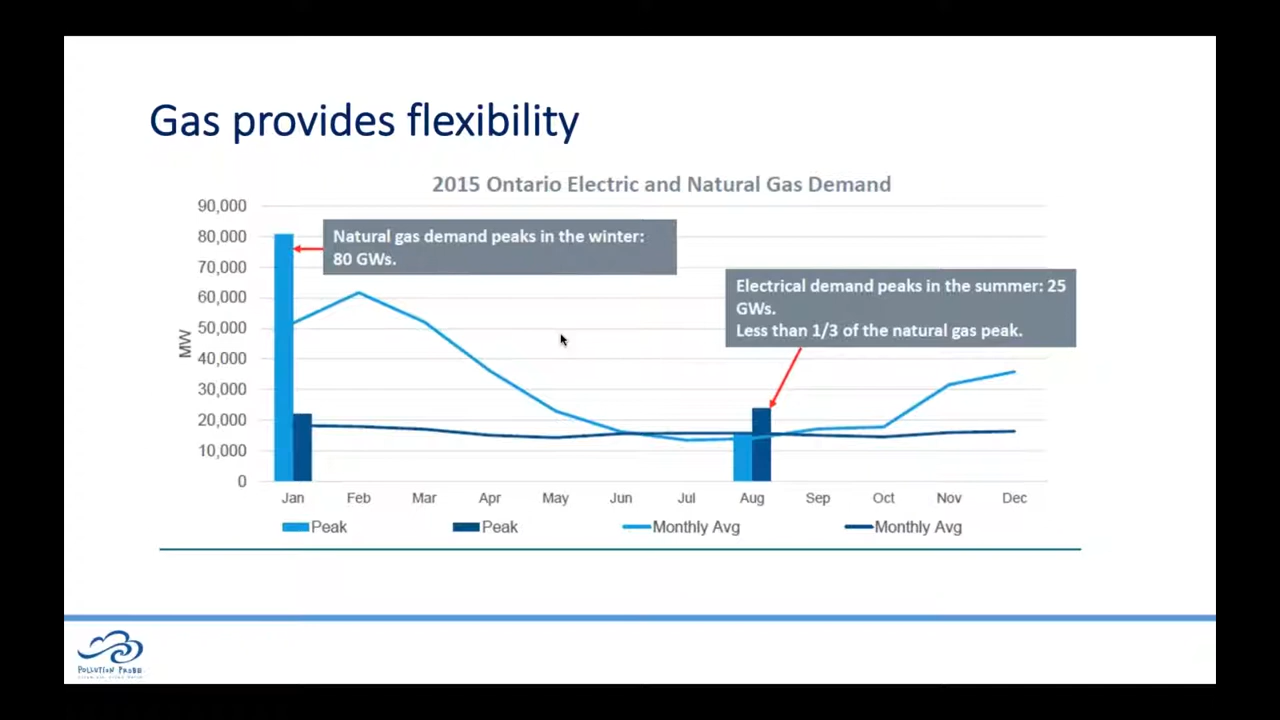 Gas provides flexibility
2015 Ontario Electric and Natural Gas Demand
90,000
80,000
70,000
60,000
50,000
40,000
30,000
20,000
10,000
0
MW
Natural gas demand peaks in the winter:
80 GWs.
Electrical demand peaks in the summer: 25
GWs.
Less than 1/3 of the natural gas peak.
Jan Feb Mar Apr May Jun Jul Aug Sep Oct Nov Dec
Peak Peak Monthly Avg Monthly Avg
POLLUTION PROBE